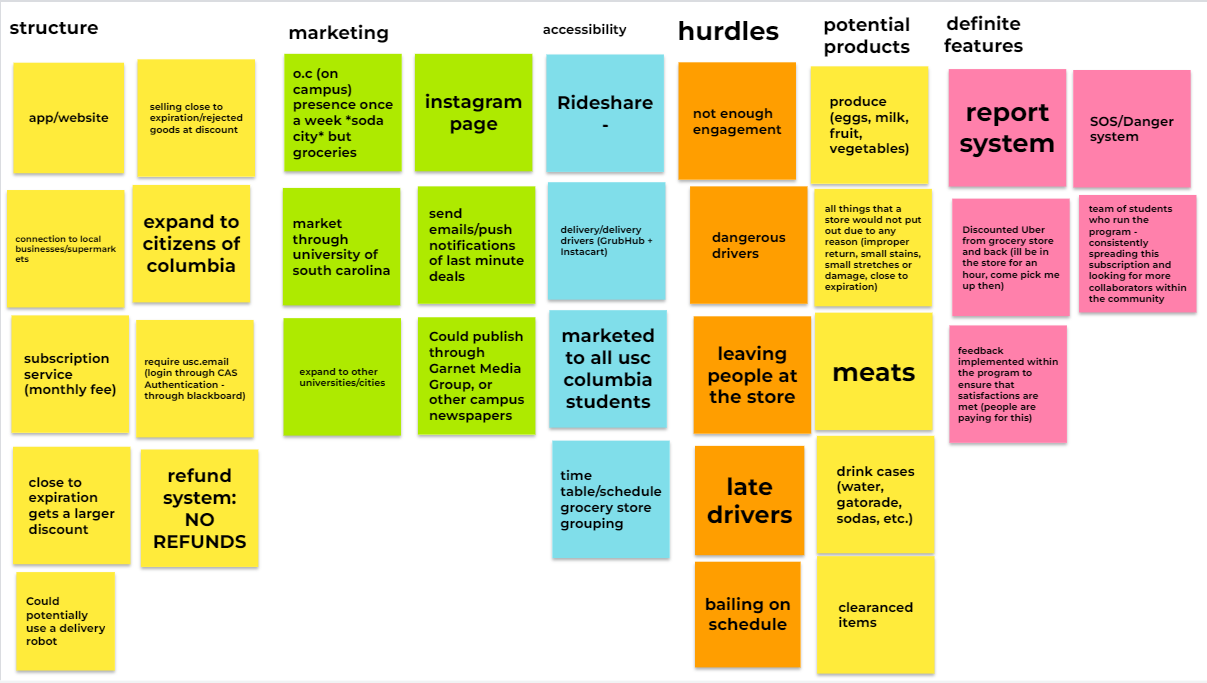 structure
app/website
selling close to
expiration/rejected
goods at discount
connection to local
businesses/supermark
ets
expand to
citizens of
columbia
subscription
service
(monthly fee)
require usc.email
(login through CAS
Authentication -
through blackboard)
close to
expiration
gets a larger
discount
refund
system:
NO
REFUNDS
Could
potentially
use a delivery
robot
marketing
o.c (on
campus)
presence once
a week *soda
city* but
groceries
instagram
page
market
through
university of
south carolina
send
emails/push
notifications
of last minute
deals
expand to other
universities/cities
Could publish
through
Garnet Media
Group, or
other campus
newspapers
accessibility
Rideshare
-
delivery/delivery
drivers (GrubHub +
Instacart)
marketed
to all usc
columbia
students
time
table/schedule
grocery store
grouping
hurdles
not enough
engagement
dangerous
drivers
leaving
people at
the store
late
drivers
bailing on
schedule
potential
products
produce
(eggs, milk,
fruit,
vegetables)
all things that a
store would not put
out due to any
reason (improper
return, small stains,
small stretches or
damage, close to
expiration)
meats
drink cases
(water,
gatorade,
sodas, etc.)
clearanced
items
definite
features
report
system
SOS/Danger
system
Discounted Uber
from grocery store
and back (ill be in
the store for an
hour, come pick me
up then)
team of students
who run the
program -
consistently
spreading this
subscription and
looking for more
collaborators within
the community
feedback
implemented within
the program to
ensure that
satisfactions are
met (people are
paying for this)